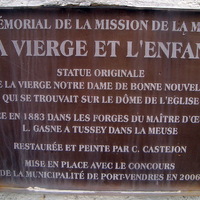 MÉMORIAL DE LA MISSION DE LA M
LA VIERGE ET L'ENFAN
STATUE ORIGINALE
E LA VIERGE NOTRE DAME DE BONNE NOUVEL
QUI SE TROUVAIT SUR LE DÔME DE L'EGLISE
E EN 1883 DANS LES FORGES DU MAÎTRE D'Œ
L. GASNE A TUSSEY DANS LA MEUSE
RESTAURÉE ET PEINTE PAR C. CASTEJON
MISE EN PLACE AVEC LE CONCOURS
DE LA MUNICIPALITÉ DE PORT-VENDRES EN 2006